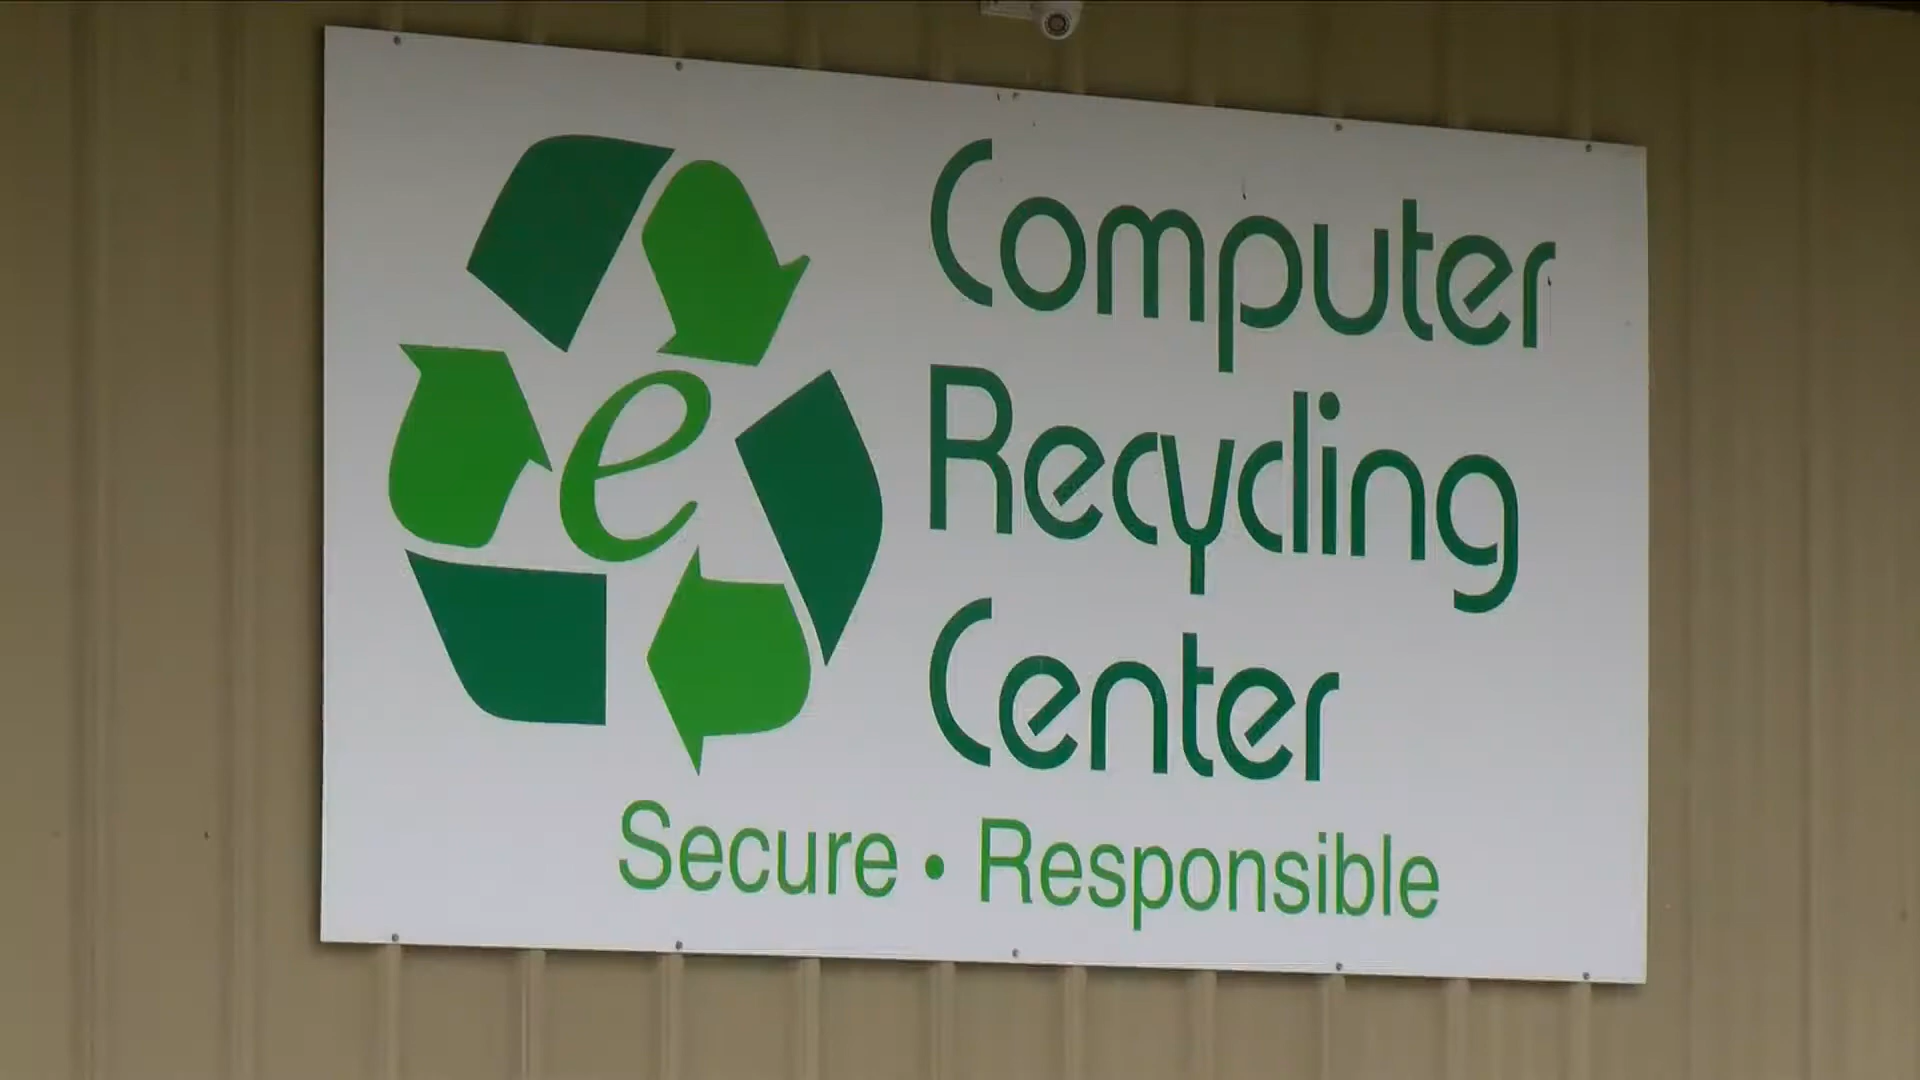 Computer
Recycling
e
Center
Secure • Responsible